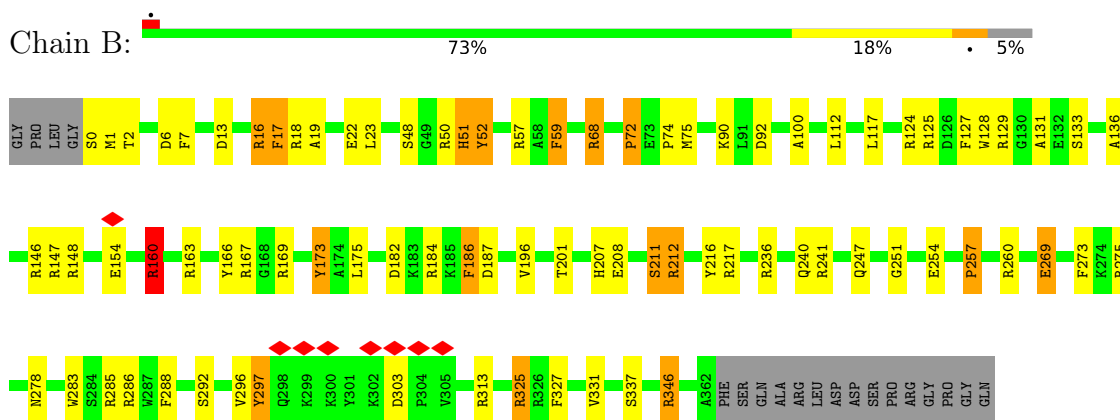 Chain B:
73% 18% • 5%
GLY PRO LEU GLY S0 M1 T2 D6 F7 D13 R16 F17 R18 A19 E22 L23 S48 G49 R50 H51 Y52 R57 A58 F59 R68 P72 E73 P74 M75 K90 L91 D92 A100 L112 L117 R124 R125 D126 F127 W128 R129 G130 A131 E132 S133 A136
R146 R147 R148 E154 R160 R163 Y166 R167 G168 R169 Y173 A174 L175 D182 K183 R184 K185 F186 D187 V196 T201 H207 E208 S211 R212 Y216 R217 R236 Q240 R241 Q247 G251 E254 P257 R260 E269 F273 K274
N278 W283 S284 R285 R286 W287 F288 S292 V296 Y297 Q298 K299 K300 Y301 K302 D303 P304 V305 R313 R325 R326 F327 V331 S337 R346 A362 PHE SER GLN ALA ARG LEU ASP ASP SER PRO ARG GLY PRO GLY GLN